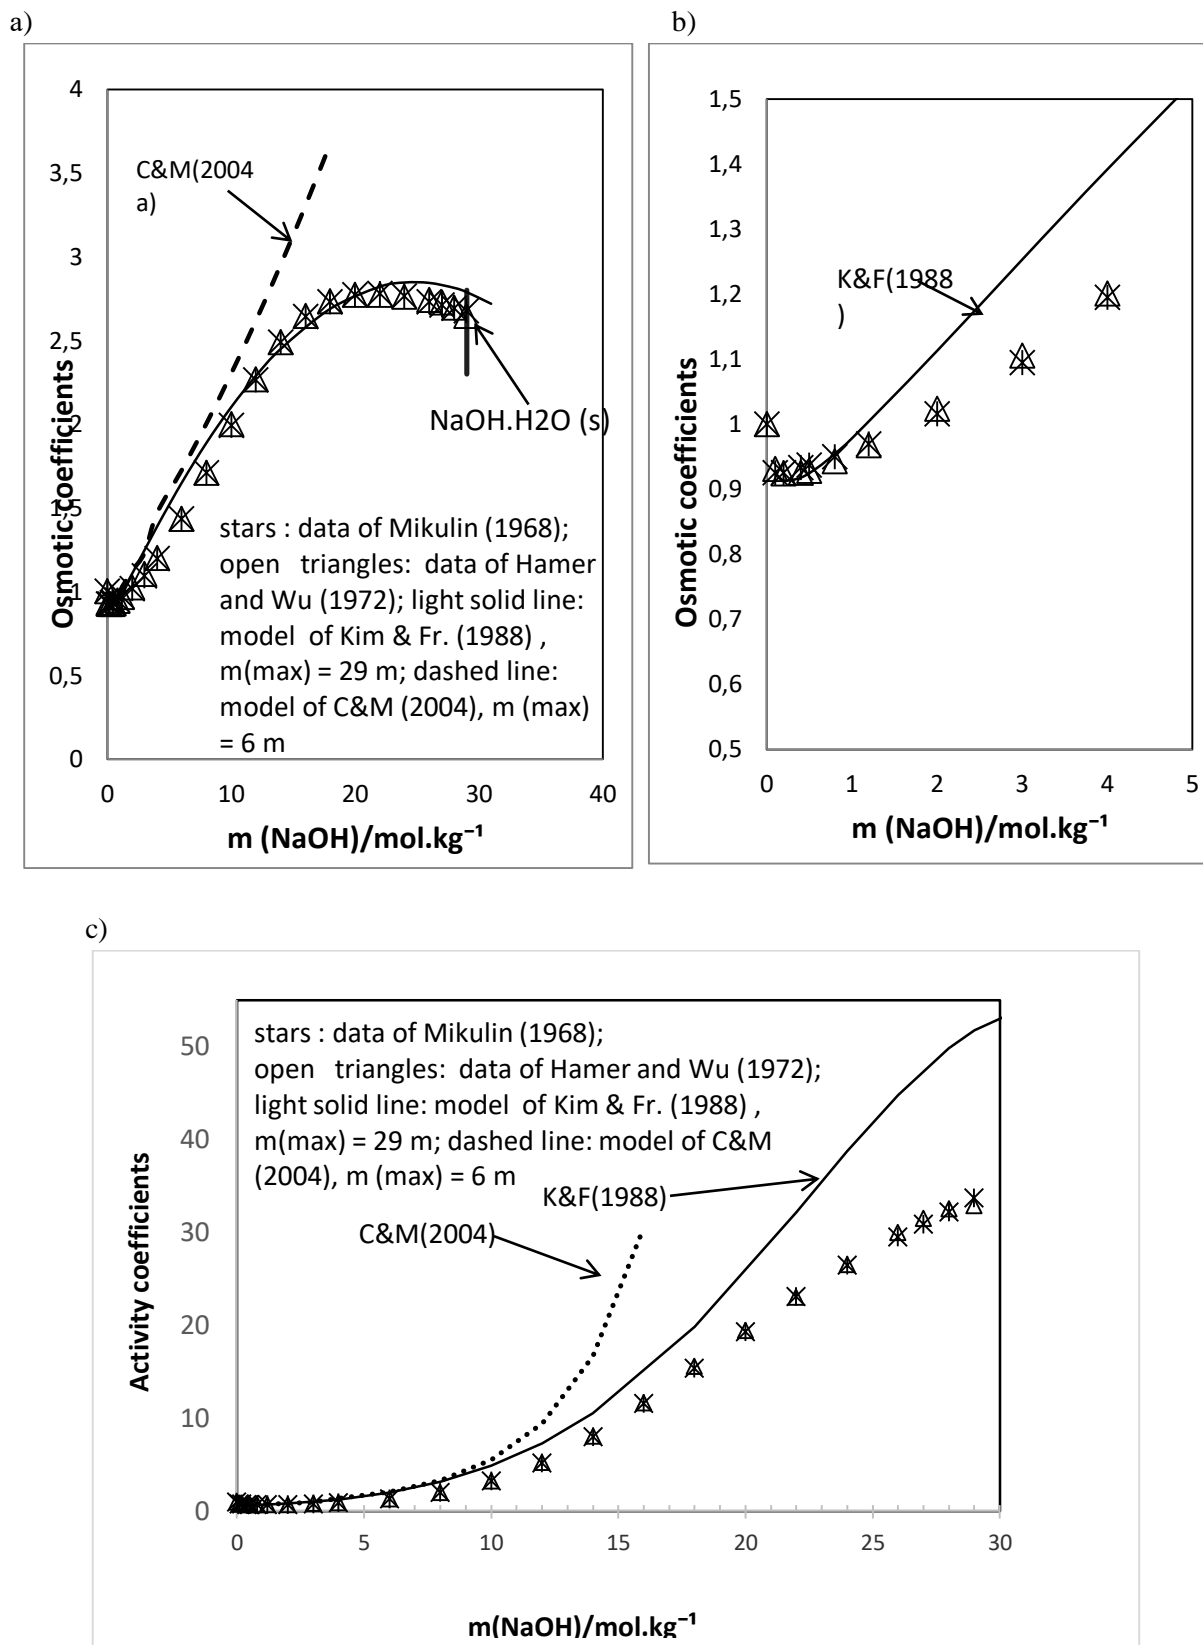 a)
4
3,5
3
2,5
2
1,5
1
0,5
0
0
10
20
30
40
Osmotic coefficients
m (NaOH)/mol.kg⁻¹
C&M(2004
a)
NaOH.H2O (s)
stars : data of Mikulin (1968);
open triangles: data of Hamer
and Wu (1972); light solid line:
model of Kim & Fr. (1988) ,
m(max) = 29 m; dashed line:
model of C&M (2004), m (max)
= 6 m
b)
1,5
1,4
1,3
1,2
1,1
1
0,9
0,8
0,7
0,6
0,5
0
1
2
3
4
5
Osmotic coefficients
m (NaOH)/mol.kg⁻¹
K&F(1988
)
c)
50
40
30
20
10
0
0
5
10
15
20
25
30
Activity coefficients
m(NaOH)/mol.kg⁻¹
stars : data of Mikulin (1968);
open triangles: data of Hamer and Wu (1972);
light solid line: model of Kim & Fr. (1988) ,
m(max) = 29 m; dashed line: model of C&M
(2004), m (max) = 6 m
K&F(1988)
C&M(2004)